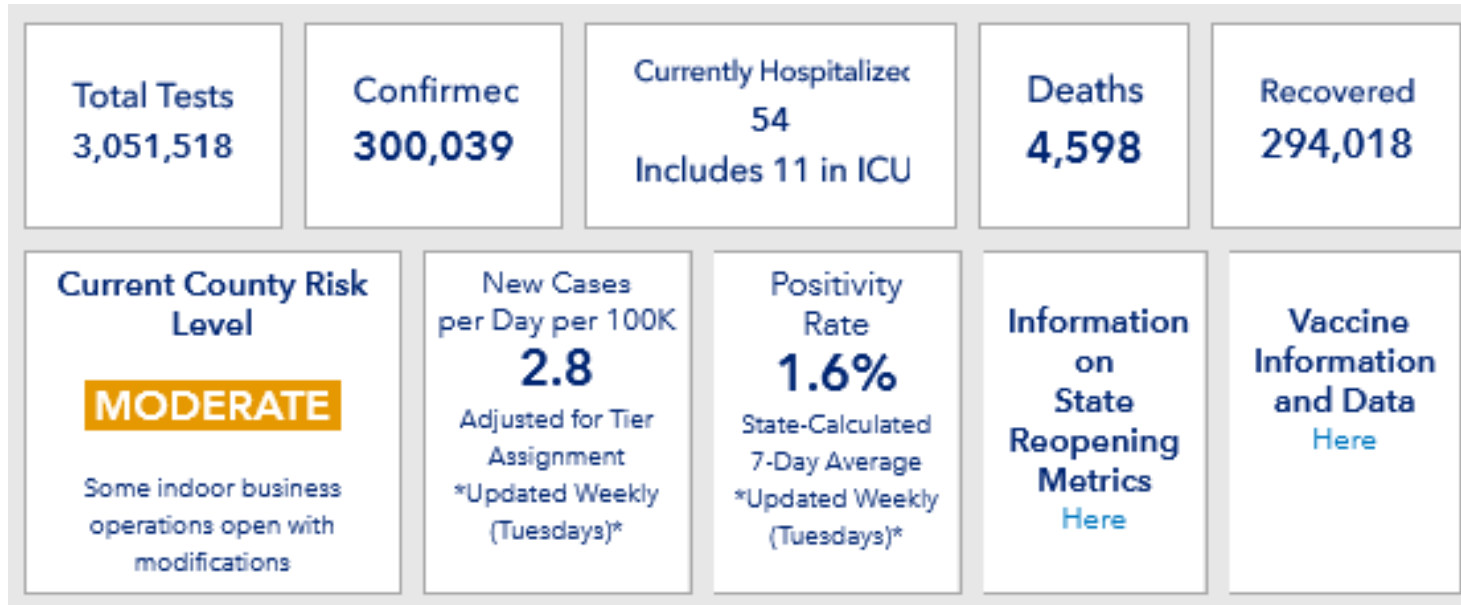 Total Tests
3,051,518
Confirmec
300,039
Currently Hospitalizec
54
Includes 11 in ICU
Deaths
4,598
Recovered
294,018
Current County Risk
Level
MODERATE
Some indoor business
operations open with
modifications
New Cases
per Day per 100K
2.8
Adjusted for Tier
Assignment
*Updated Weekly
(Tuesdays)*
Positivity
Rate
1.6%
State-Calculated
7-Day Average
*Updated Weekly
(Tuesdays)*
Information
on
State
Reopening
Metrics
Here
Vaccine
Information
and Data
Here